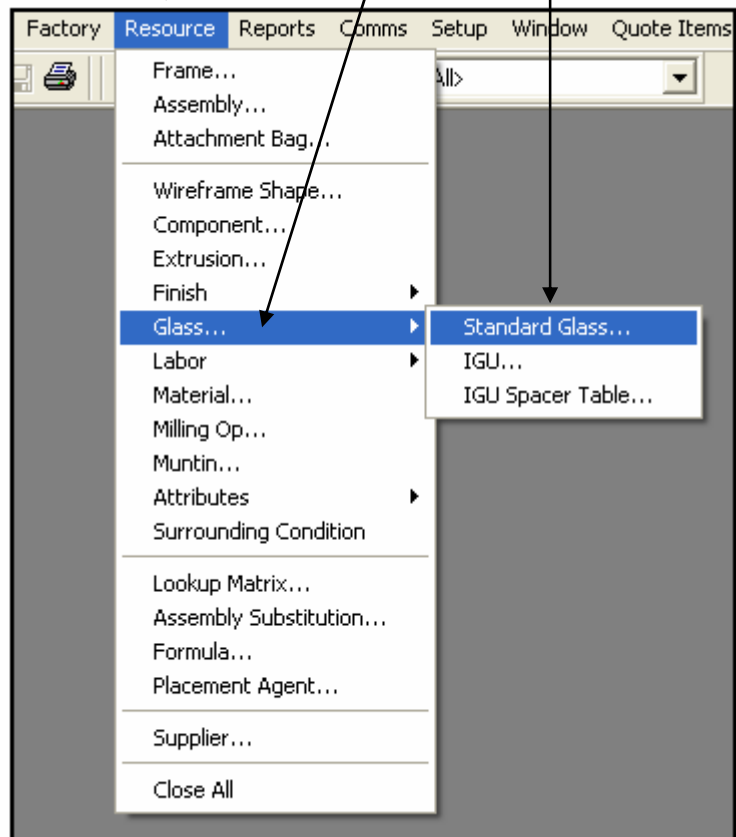 Factory Resource Reports Comms Setup Window Quote Items
All>
Frame...
Assembly...
Attachment Bag...
Wireframe Shape...
Component...
Extrusion...
Finish
Glass...
Standard Glass...
Labor
IGU...
Material...
IGU Spacer Table...
Milling Op...
Muntin...
Attributes
Surrounding Condition
Lookup Matrix...
Assembly Substitution...
Formula...
Placement Agent...
Supplier...
Close All